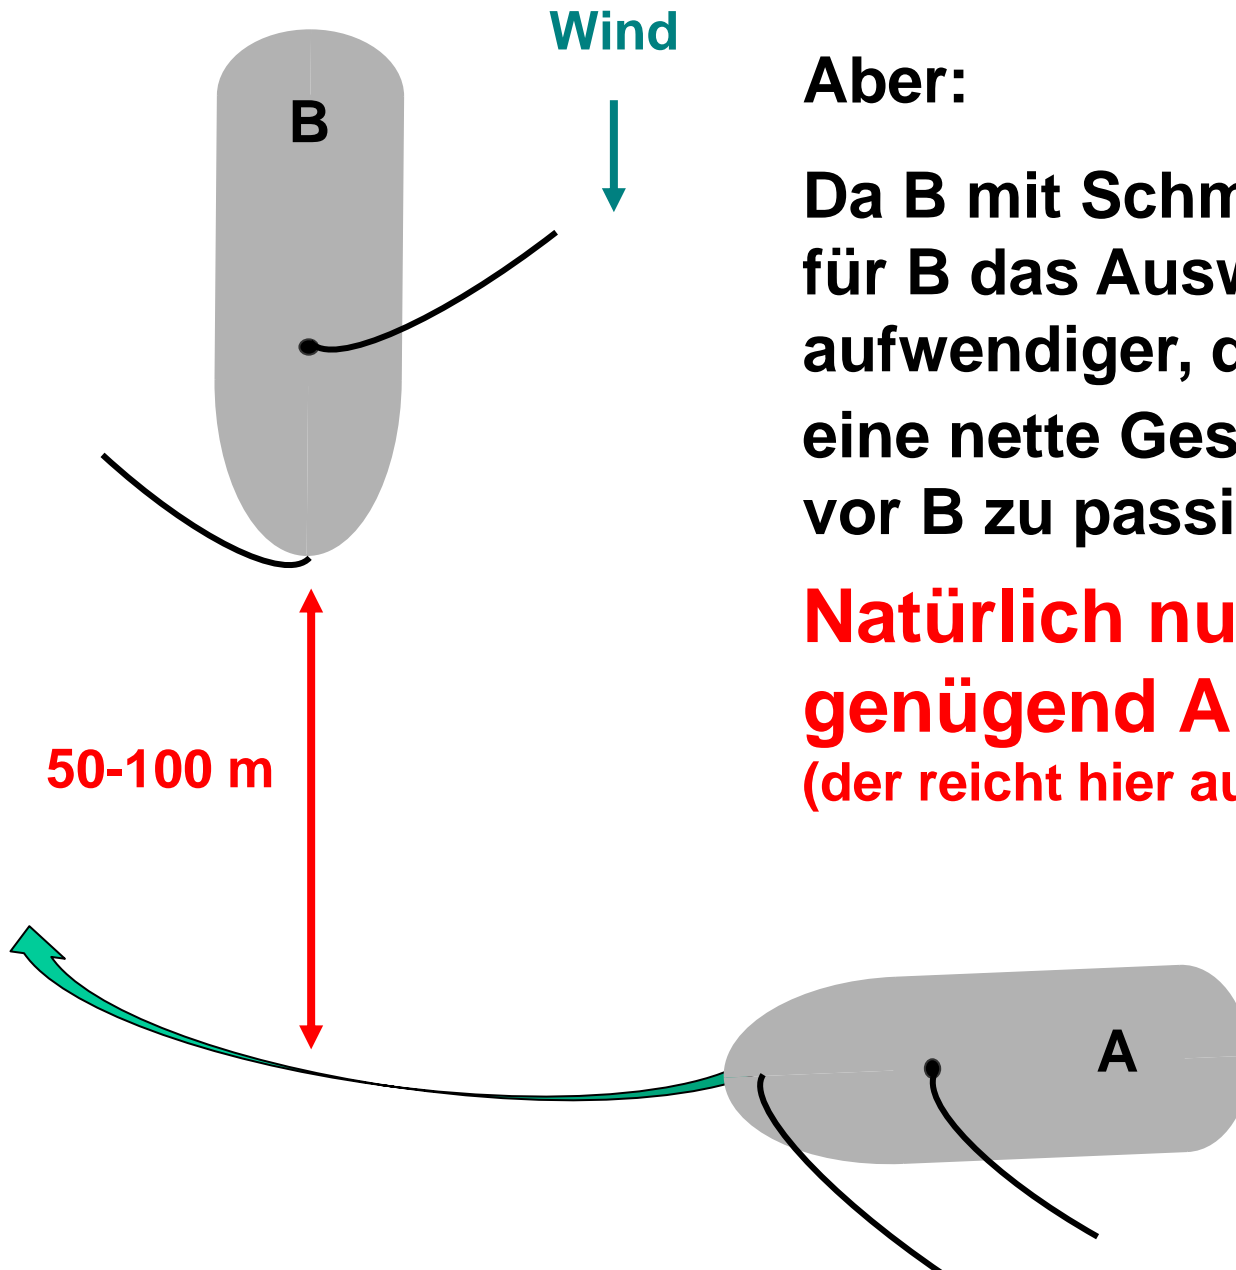 Wind
B
Aber:
Da B mit Schm
für B das Ausw
aufwendiger, d
eine nette Ges
vor B zu passi
Natürlich nu
genügend A
(der reicht hier au
50-100 m
A